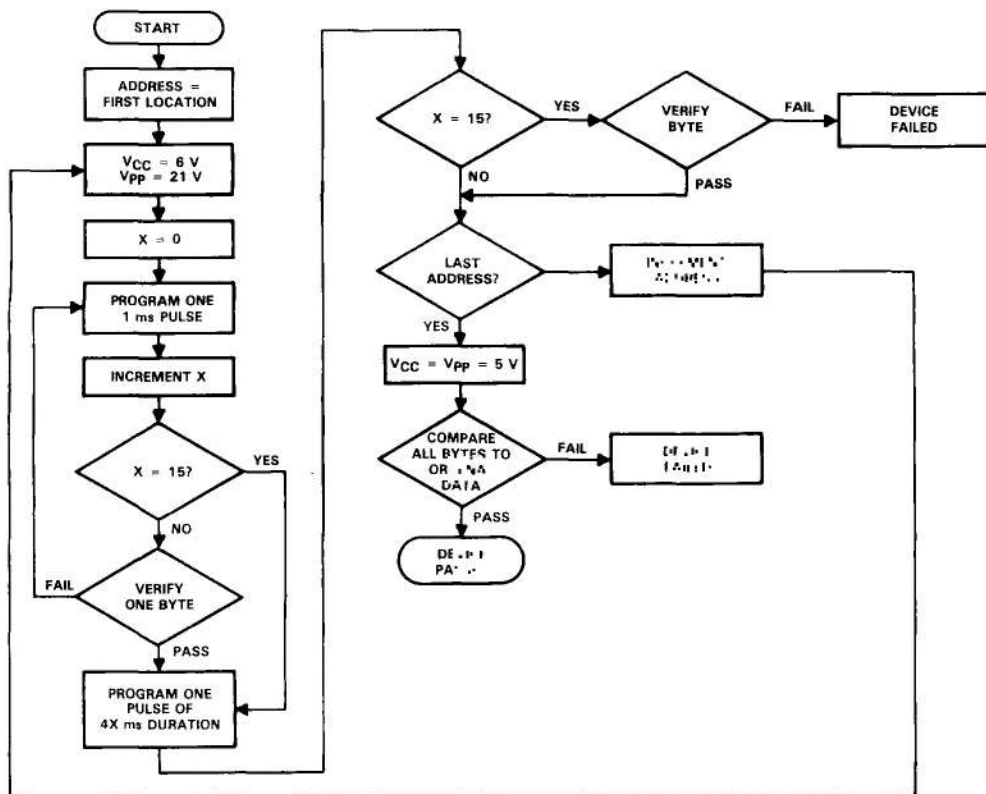 START
ADDRESS =
FIRST LOCATION
VCC = 6 V
VPP = 21 V
X = 0
PROGRAM ONE
1 ms PULSE
INCREMENT X
X = 15?
YES
NO
FAIL
VERIFY
ONE BYTE
PASS
PROGRAM ONE
PULSE OF
4X ms DURATION
X = 15?
YES
VERIFY
BYTE
FAIL
DEVICE
FAILED
NO
PASS
LAST
ADDRESS?
YES
VCC = VPP = 5 V
COMPARE
ALL BYTES TO
DATA
FAIL
PASS